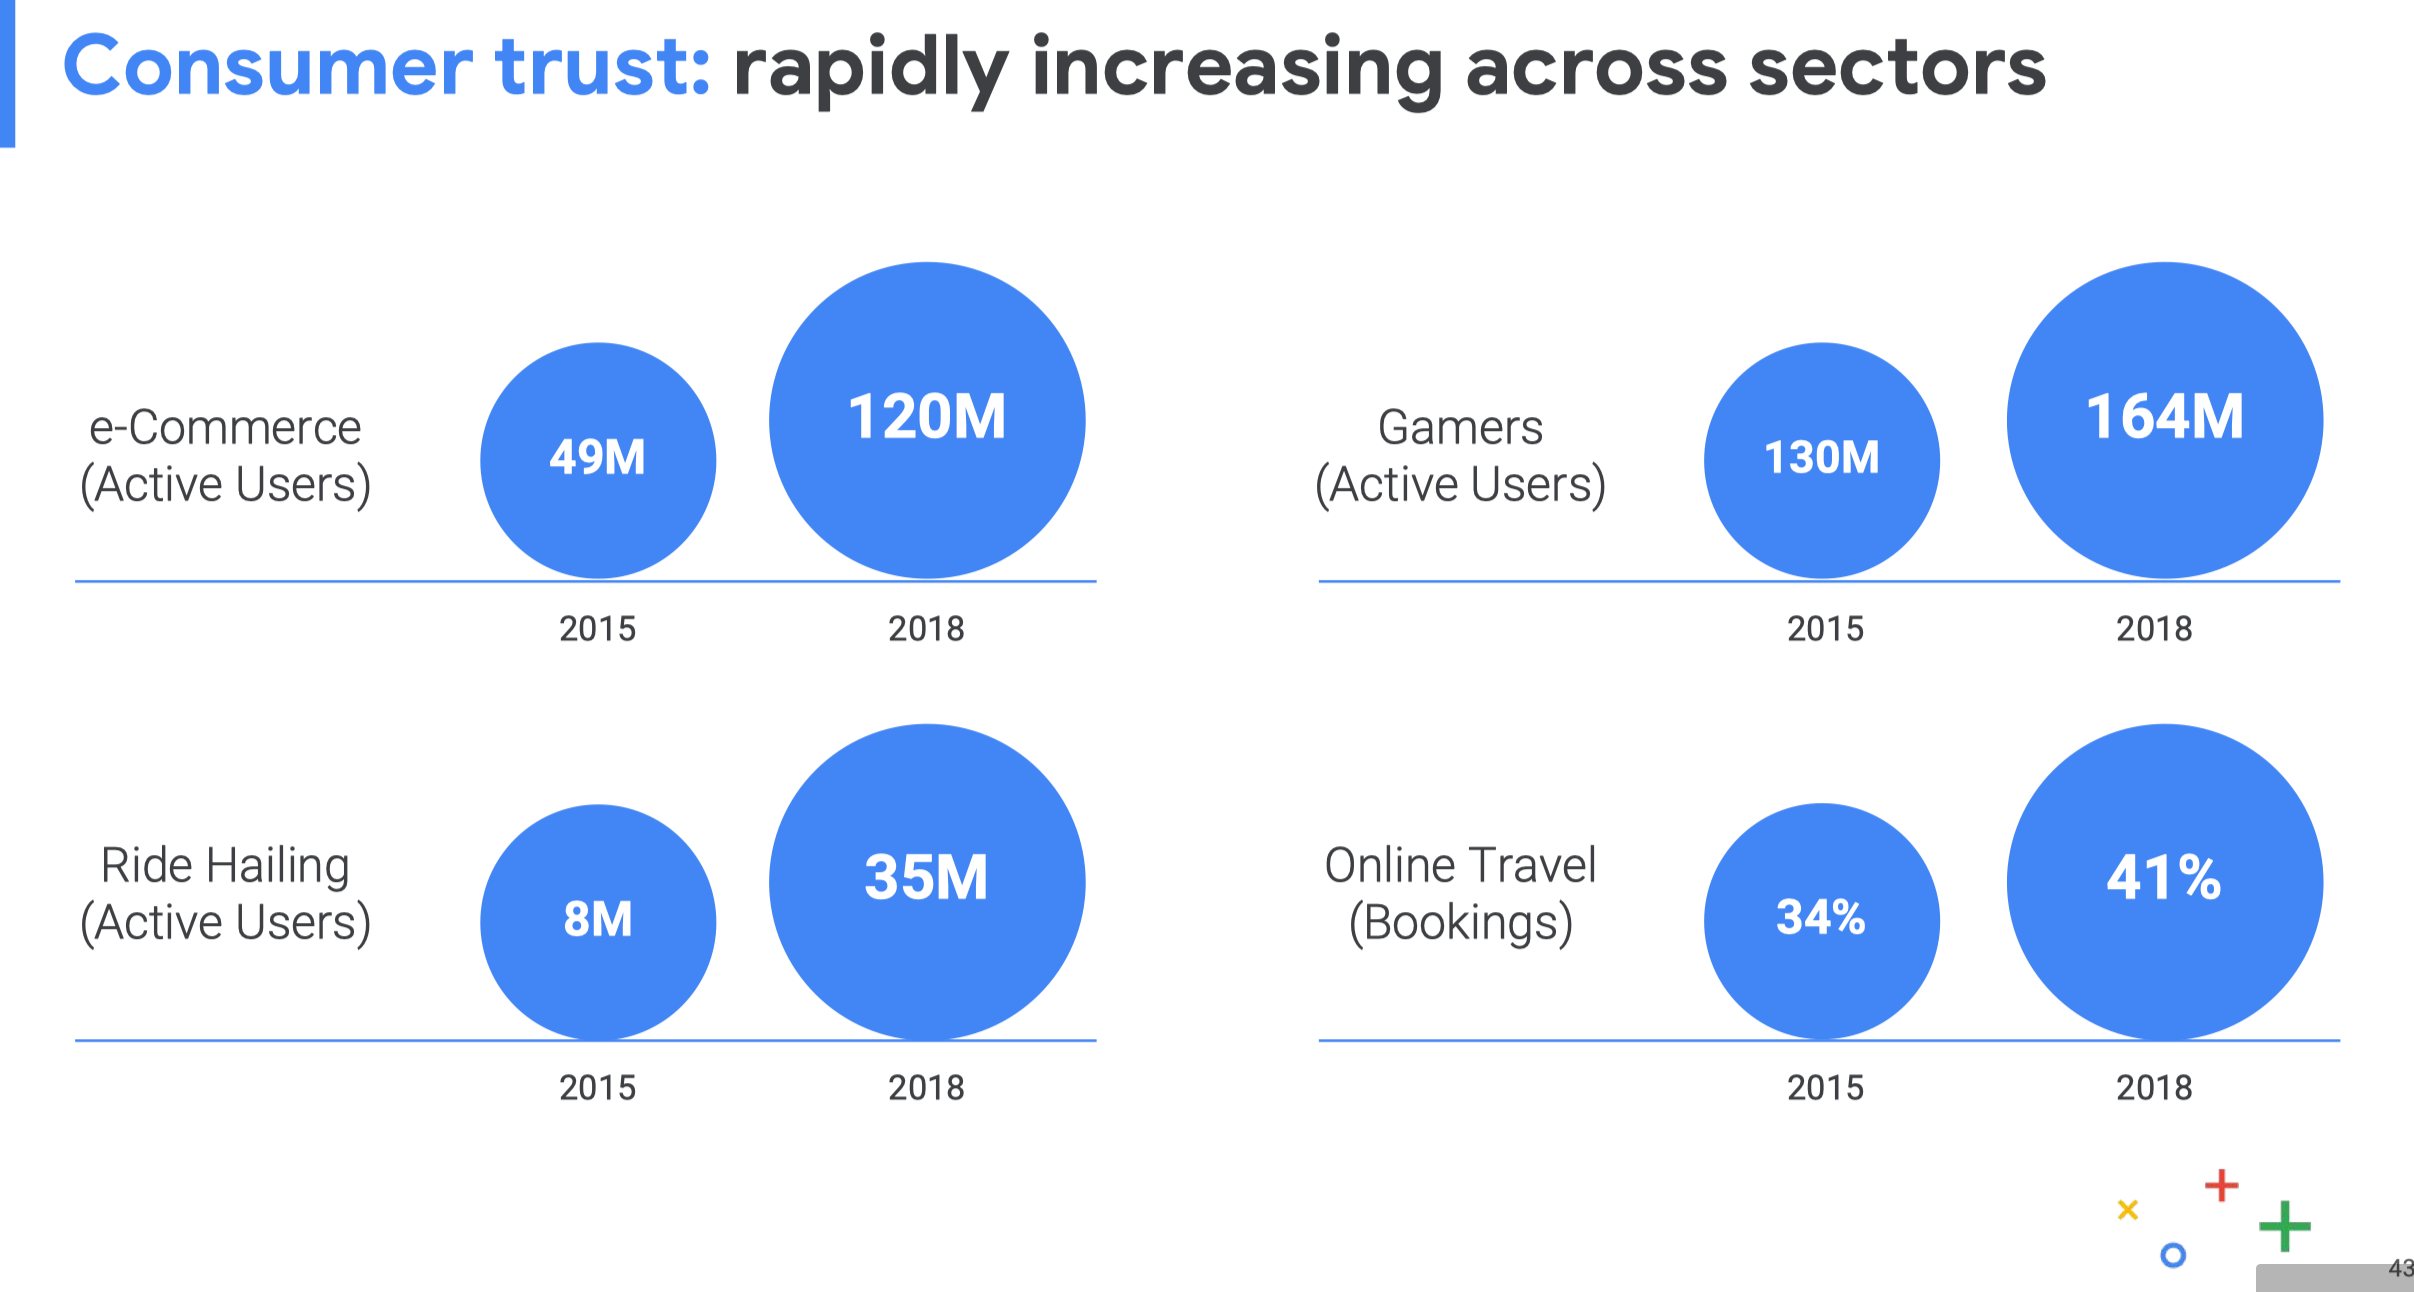 Consumer trust: rapidly increasing across sectors
e-Commerce
(Active Users)
49M
120M
2015
2018
Gamers
(Active Users)
130M
164M
2015
2018
Ride Hailing
(Active Users)
8M
35M
2015
2018
Online Travel
(Bookings)
34%
41%
2015
2018
43